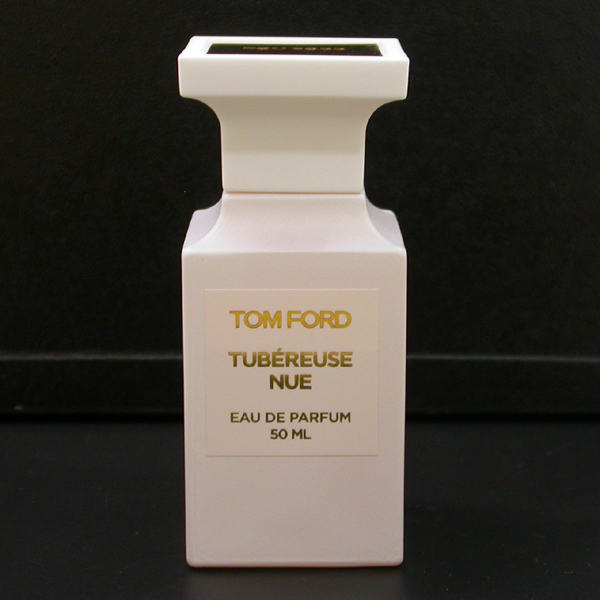 TOM FORD
TUBÉREUSE
NUE
EAU DE PARFUM
50 ML